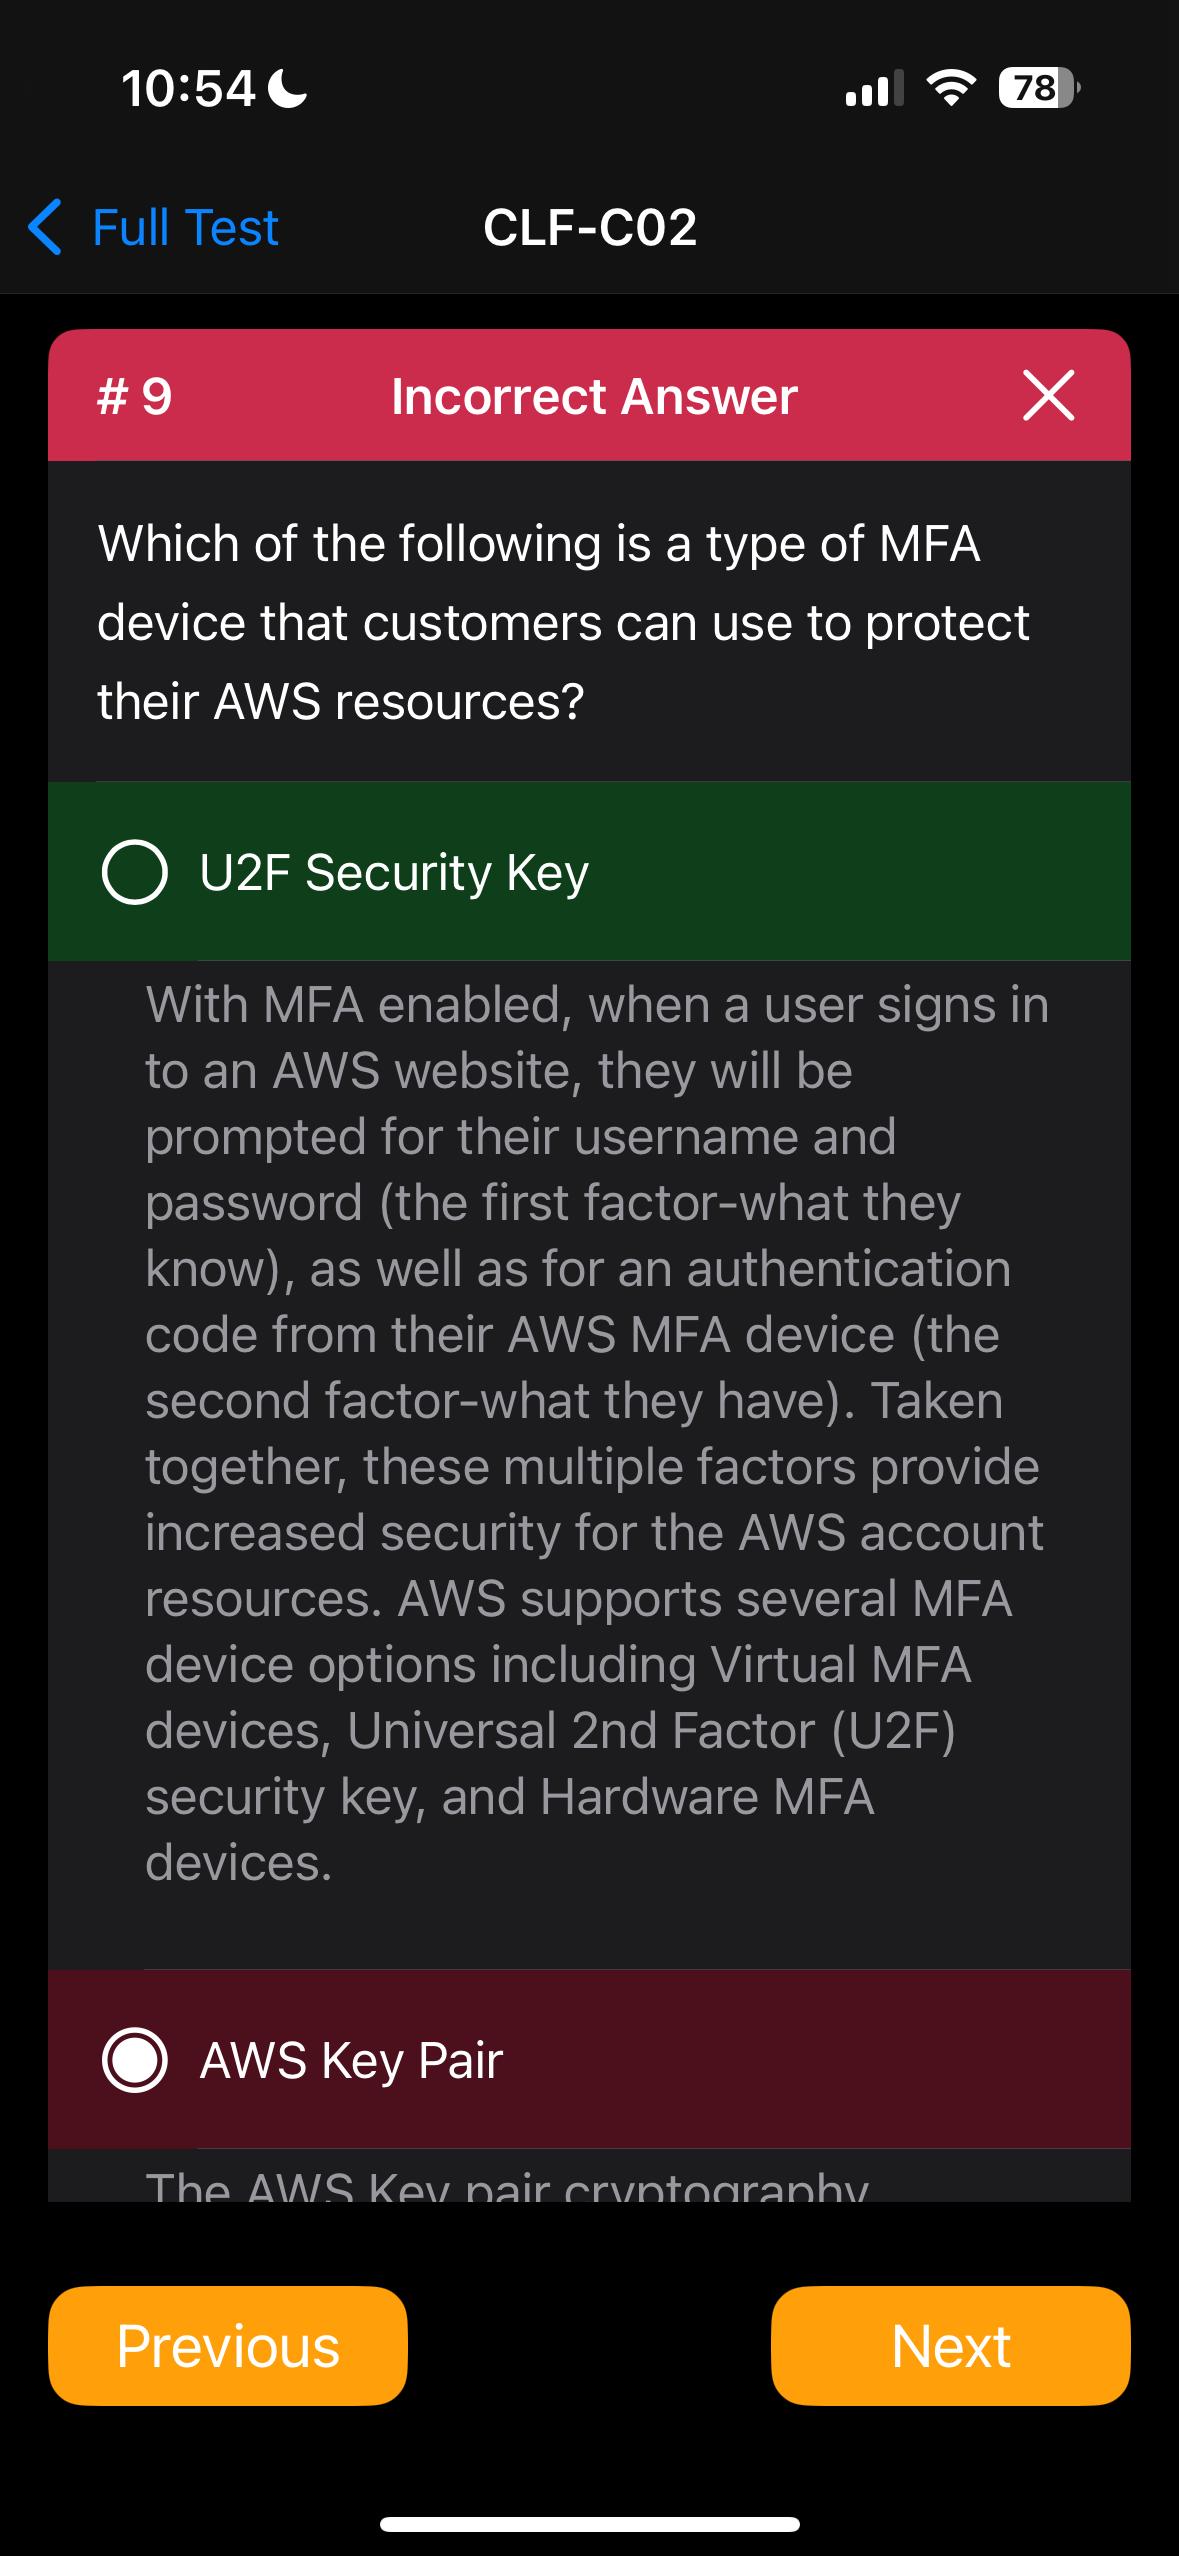 10:54
78
Full Test
CLF-C02
# 9
Incorrect Answer
Which of the following is a type of MFA
device that customers can use to protect
their AWS resources?
U2F Security Key
With MFA enabled, when a user signs in
to an AWS website, they will be
prompted for their username and
password (the first factor-what they
know), as well as for an authentication
code from their AWS MFA device (the
second factor-what they have). Taken
together, these multiple factors provide
increased security for the AWS account
resources. AWS supports several MFA
device options including Virtual MFA
devices, Universal 2nd Factor (U2F)
security key, and Hardware MFA
devices.
AWS Key Pair
The AWS Key pair cryptography
Previous
Next